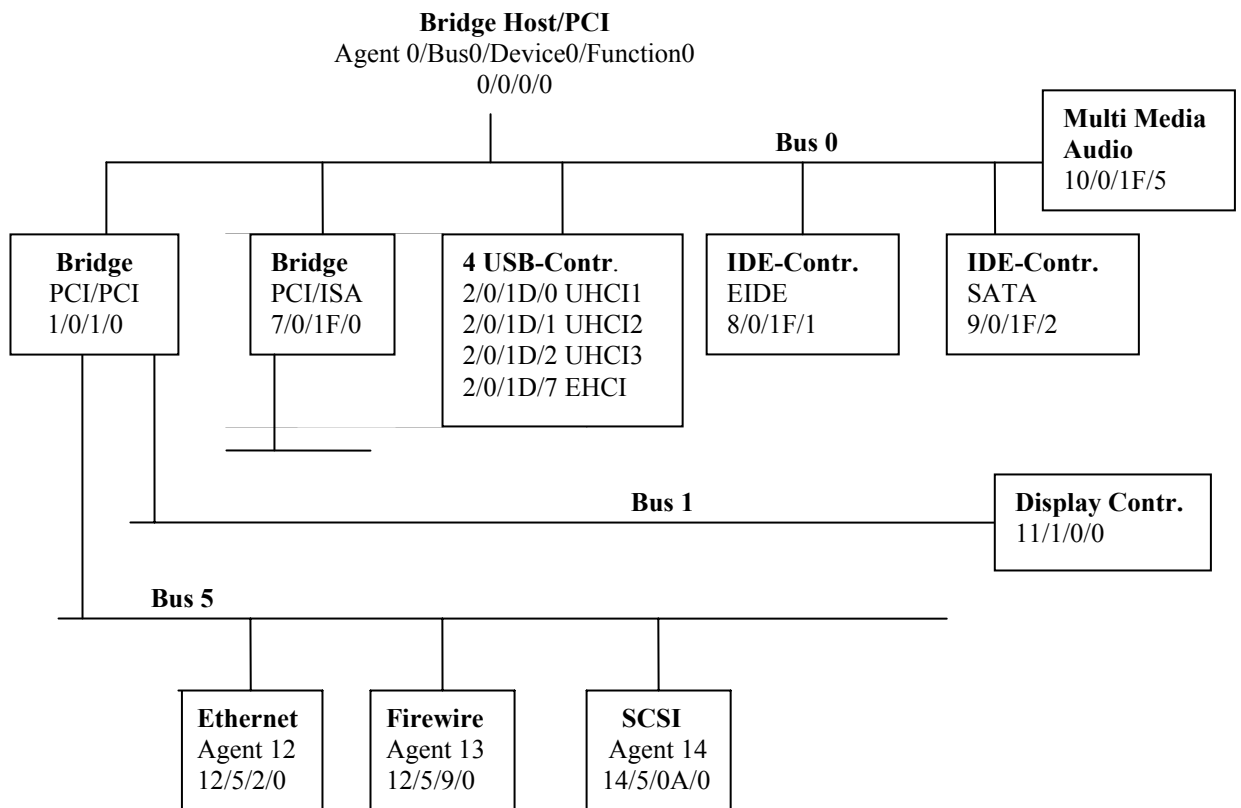 Bridge Host/PCI
Agent 0/Bus0/Device0/Function0
0/0/0/0
Bus 0
Multi Media
Audio
10/0/1F/5
Bridge
PCI/PCI
1/0/1/0
Bridge
PCI/ISA
7/0/1F/0
4 USB-Contr.
2/0/1D/0 UHCI1
2/0/1D/1 UHCI2
2/0/1D/2 UHCI3
2/0/1D/7 EHCI
IDE-Contr.
EIDE
8/0/1F/1
IDE-Contr.
SATA
9/0/1F/2
Bus 1
Display Contr.
11/1/0/0
Bus 5
Ethernet
Agent 12
12/5/2/0
Firewire
Agent 13
12/5/9/0
SCSI
Agent 14
14/5/0A/0